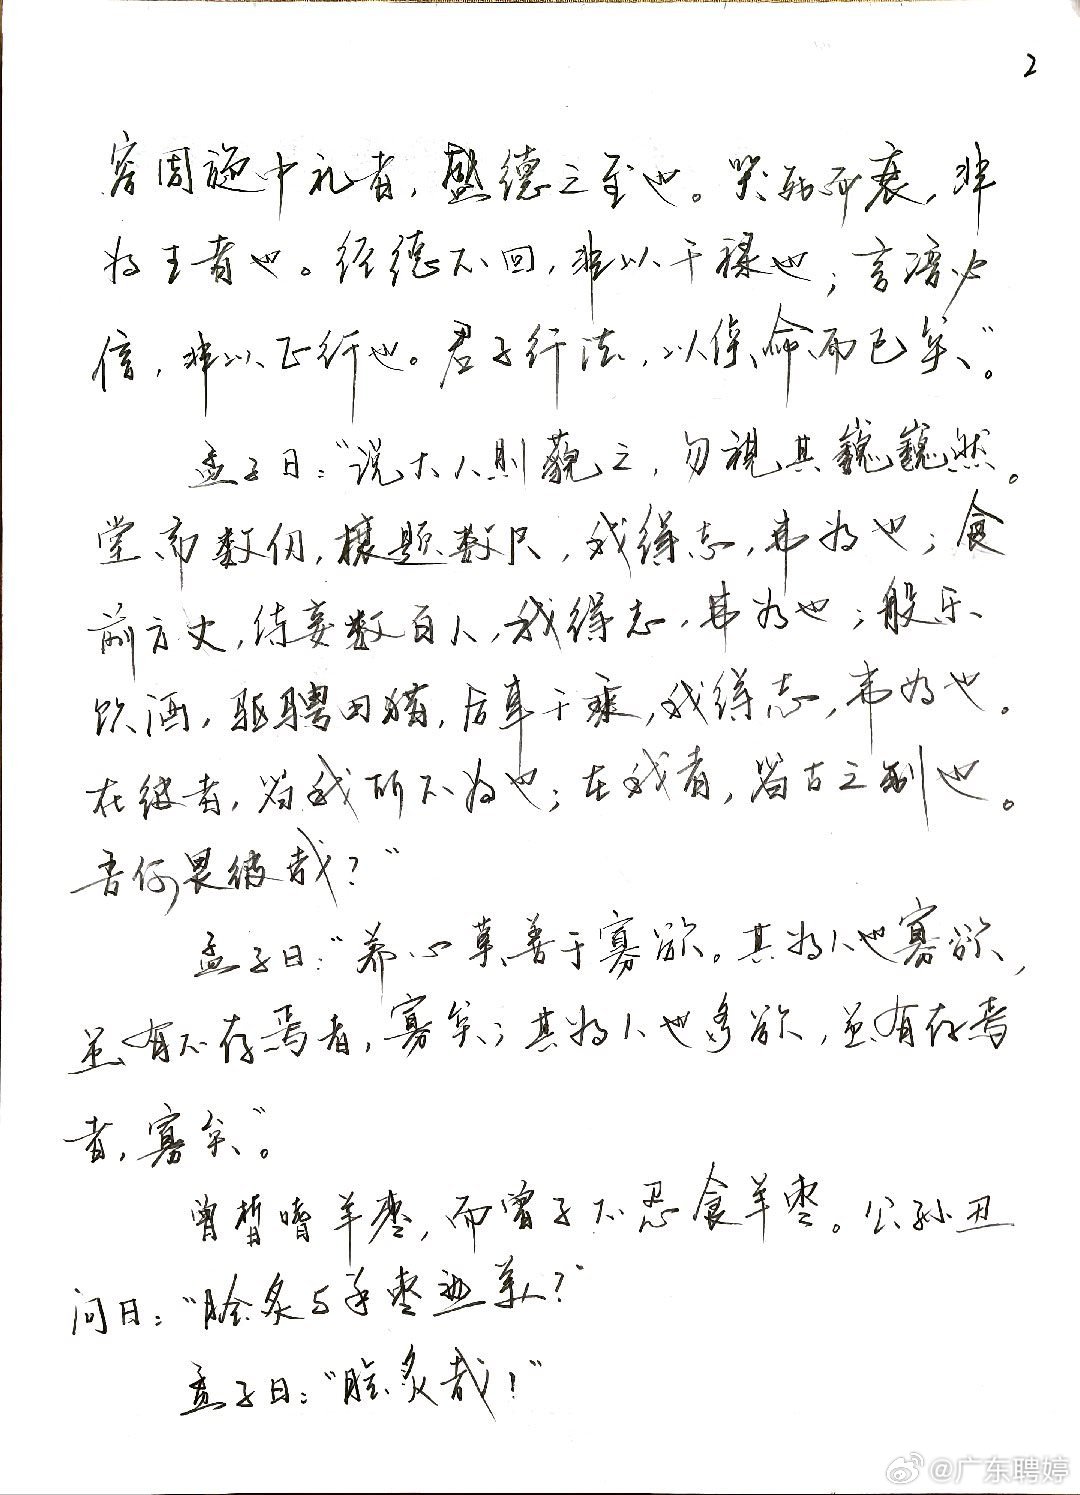 2
容周旋中礼者，盛德之至也。哭死而哀，非
为生者也。经德不回，非以干禄也；言语必
信，非以正行也。君子行法，以俟命而已矣”。
孟子曰：“说大人则藐之，勿视其巍巍然。
堂高数仞，榱题数尺，我得志，弗为也；食
前方丈，侍妾数百人，我得志，弗为也；般乐
饮酒，驱骋田猎，后车千乘，我得志，弗为也。
在彼者，皆我所不为也；在我者，皆古之制也。
吾何畏彼哉？”
孟子曰：“养心莫善于寡欲。其为人也寡欲，
虽有不存焉者，寡矣；其为人也多欲，虽有存焉
者，寡矣”。
曾皙嗜羊枣，而曾子不忍食羊枣。公孙丑
问曰：“脍炙与羊枣孰美？”
孟子曰：“脍炙哉！”
@广东聘婷